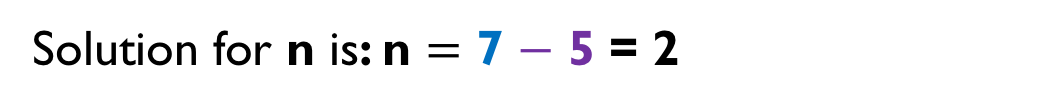 Solution for n is: n = 7 − 5 = 2